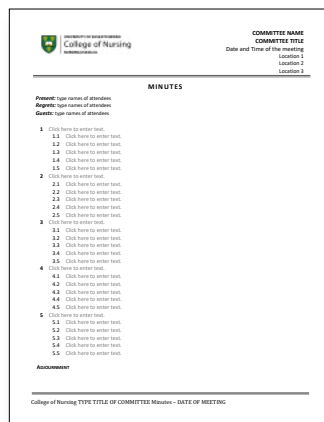 UNIVERSITY OF SASKATCHEWAN
College of Nursing
COMMITTEE NAME
COMMITTEE TITLE
Date and Time of the meeting
Location 1
Location 2
Location 3
MINUTES
Present: type names of attendees
Regrets: type names of attendees
Guests: type names of attendees
1 Click here to enter text.
1.1 Click here to enter text.
1.2 Click here to enter text.
1.3 Click here to enter text.
1.4 Click here to enter text.
1.5 Click here to enter text.
2 Click here to enter text.
2.1 Click here to enter text.
2.2 Click here to enter text.
2.3 Click here to enter text.
2.4 Click here to enter text.
2.5 Click here to enter text.
3 Click here to enter text.
3.1 Click here to enter text.
3.2 Click here to enter text.
3.3 Click here to enter text.
3.4 Click here to enter text.
3.5 Click here to enter text.
4 Click here to enter text.
4.1 Click here to enter text.
4.2 Click here to enter text.
4.3 Click here to enter text.
4.4 Click here to enter text.
4.5 Click here to enter text.
5 Click here to enter text.
5.1 Click here to enter text.
5.2 Click here to enter text.
5.3 Click here to enter text.
5.4 Click here to enter text.
5.5 Click here to enter text.
ADJOURNMENT
College of Nursing TYPE TITLE OF COMMITTEE Minutes – DATE OF MEETING